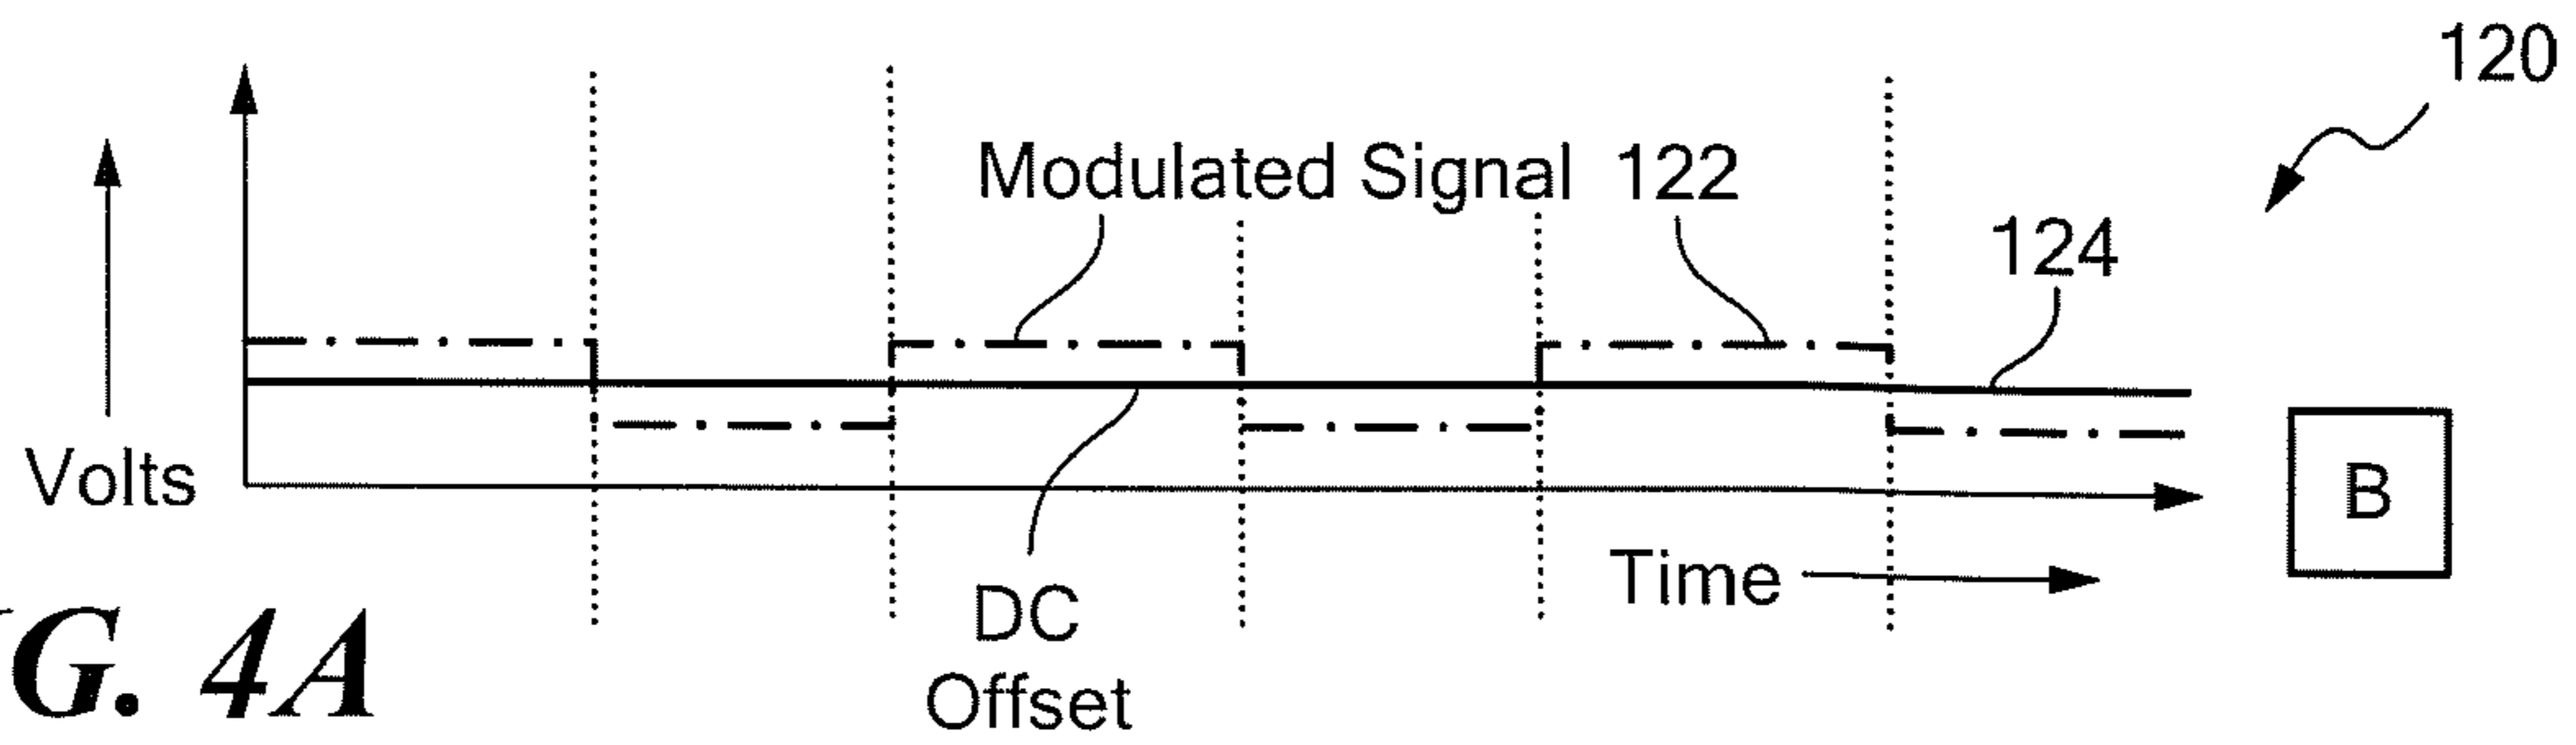 120
Modulated Signal 122
124
Volts
B
Time
DC
Offset
G. 4A